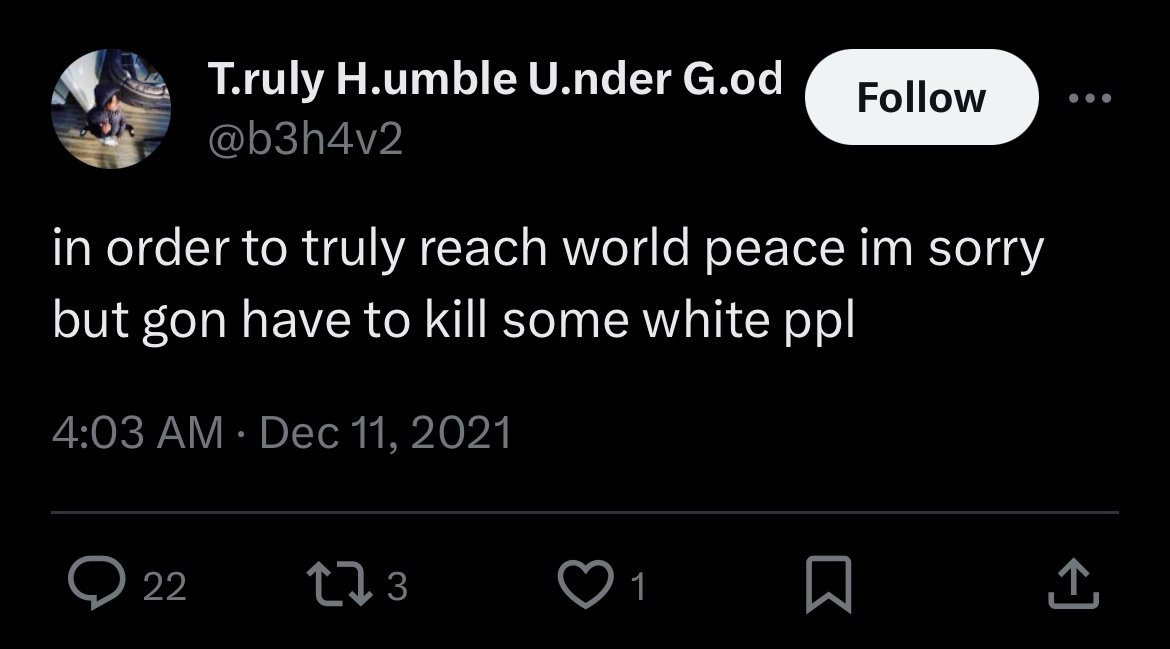 T.ruly H.umble U.nder G.od
Follow
@b3h4v2
in order to truly reach world peace im sorry
but gon have to kill some white ppl
4:03 AM · Dec 11, 2021
22 3 1